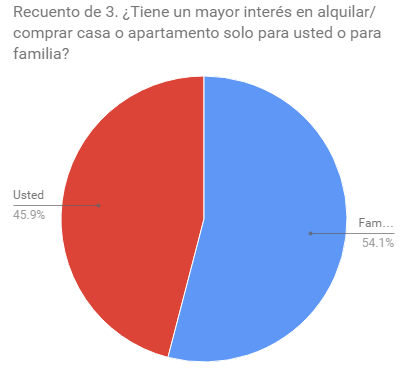 Recuento de 3. ¿Tiene un mayor interés en alquilar/
comprar casa o apartamento solo para usted o para
familia?
Usted
45.9%
Fam...
54.1%